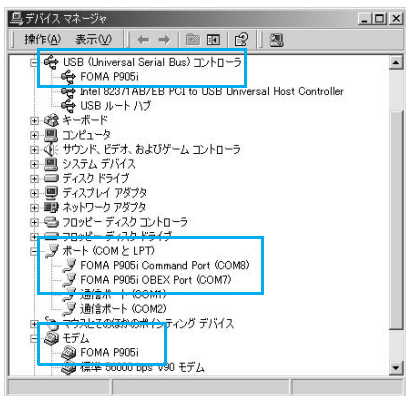 デバイス マネージャ
操作(A) 表示(V)
USB (Universal Serial Bus) コントローラ
FOMA P905i
Intel 82371AB/EB PCI to USB Universal Host Controller
USB ルート ハブ
キーボード
コンピュータ
サウンド、ビデオ、およびゲーム コントローラ
システム デバイス
ディスク ドライブ
ディスプレイ アダプタ
ネットワーク アダプタ
フロッピー ディスク コントローラ
フロッピー ディスク ドライブ
ポート (COM と LPT)
FOMA P905i Command Port (COM8)
FOMA P905i OBEX Port (COM7)
通信ポート (COM1)
通信ポート (COM2)
マウスとそのほかのポインティング デバイス
モデム
FOMA P905i
標準 56000 bps V90 モデム